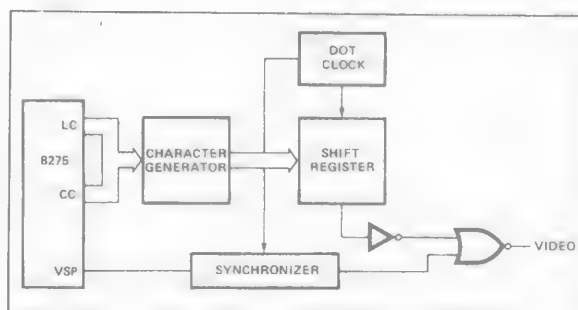 DOT
CLOCK
LC
8275
CC
VSP
CHARACTER
GENERATOR
SHIFT
REGISTER
SYNCHRONIZER
VIDEO